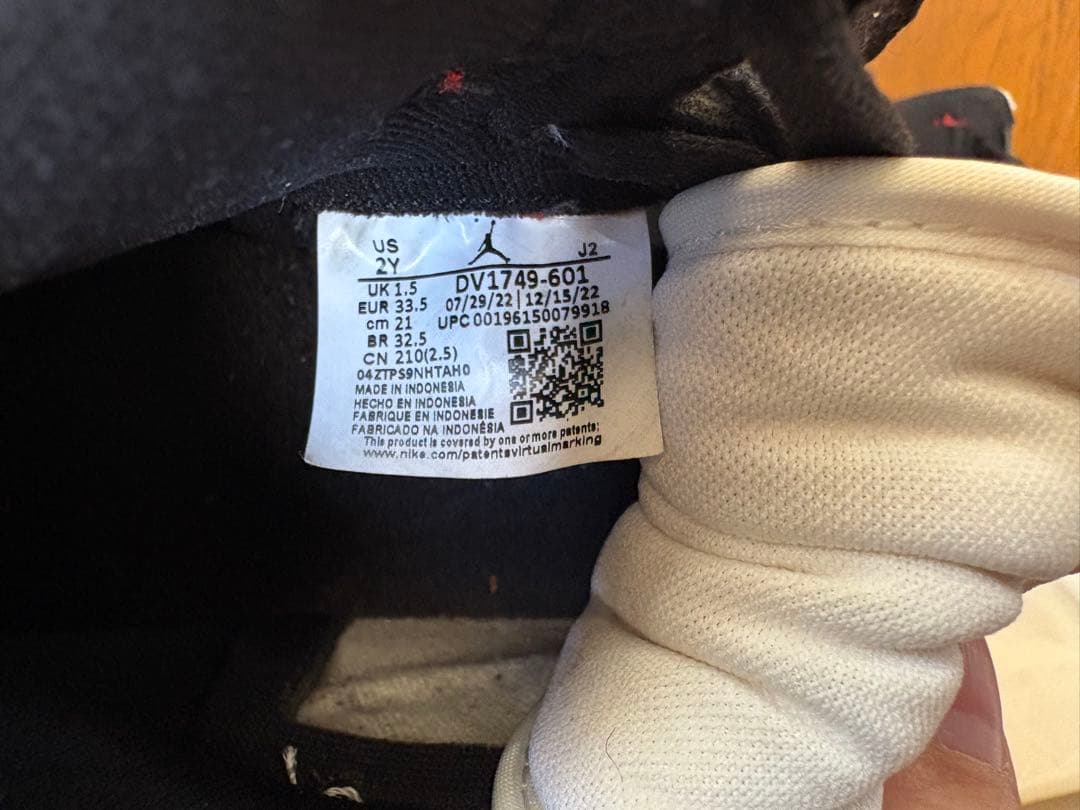 US
2Y
J2
UK 1.5
DV1749-601
EUR 33.5
07/29/22 | 12/15/22
cm 21
UPC 00196150079918
BR 32.5
CN 210(2.5)
04ZTPS9NHTAH0
MADE IN INDONESIA
HECHO EN INDONESIA
FABRIQUE EN INDONESIE
FABRICADO NA INDONÉSIA
This product is covered by one or more patents:
www.nike.com/patentsvirtualmarking